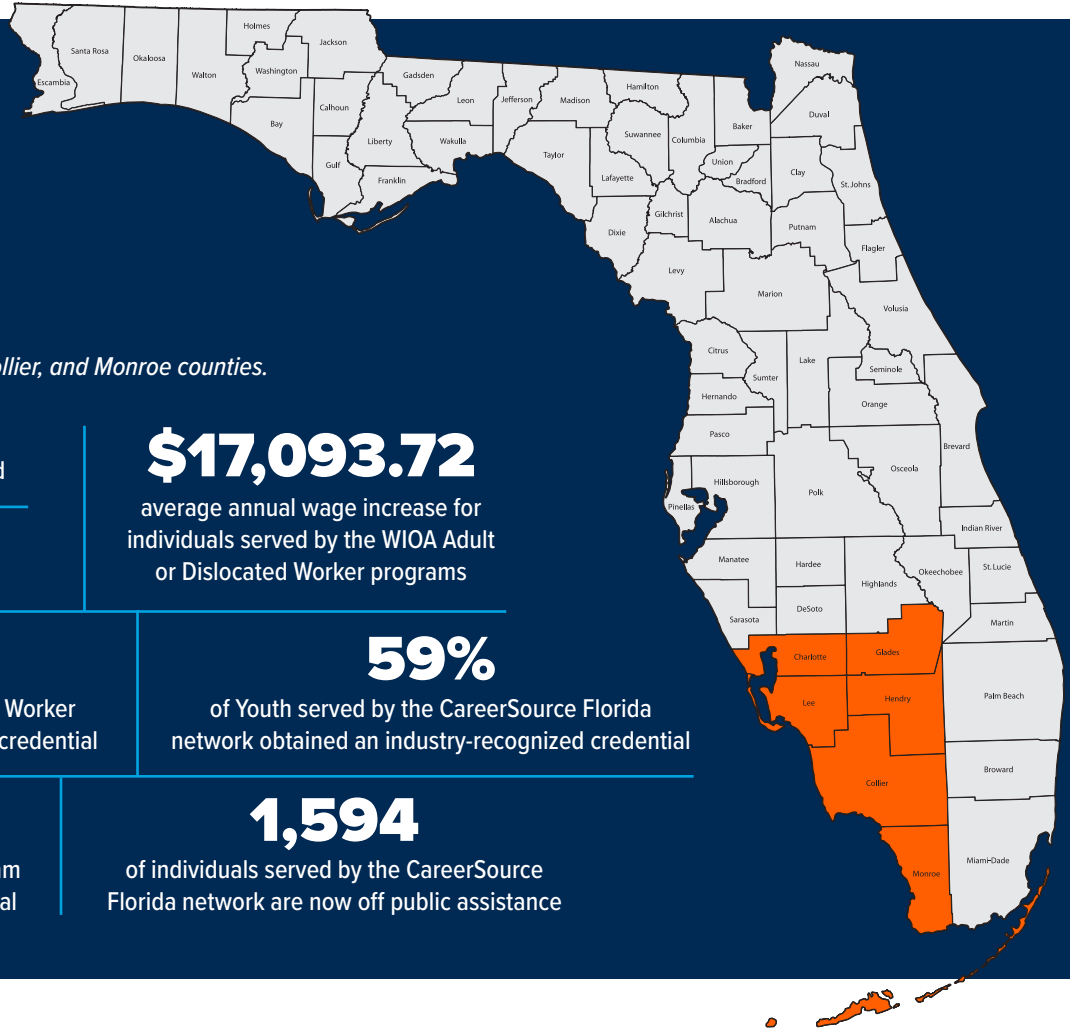 Holmes
Jackson
Santa Rosa
Okaloosa
Walton
Washington
Escambia
Gadsden
Leon
Jefferson
Madison
Hamilton
Nassau
Calhoun
Bay
Liberty
Wakulla
Taylor
Suwannee
Columbia
Baker
Duval
Gulf
Franklin
Lafayette
Union
Bradford
Clay
St. Johns
Dixie
Gilchrist
Alachua
Putnam
Flagler
Levy
Marion
Volusia
Citrus
Sumter
Lake
Seminole
Hernando
Orange
Pasco
Brevard
Hillsborough
Polk
Osceola
Pinellas
Indian River
Manatee
Hardee
Highlands
Okeechobee
St. Lucie
Sarasota
DeSoto
Martin
Charlotte
Glades
Lee
Hendry
Palm Beach
Collier
Broward
Monroe
Miami-Dade
llier, and Monroe counties.
d
$17,093.72
average annual wage increase for
individuals served by the WIOA Adult
or Dislocated Worker programs
Worker
credential
59%
of Youth served by the CareerSource Florida
network obtained an industry-recognized credential
am
al
1,594
of individuals served by the CareerSource
Florida network are now off public assistance